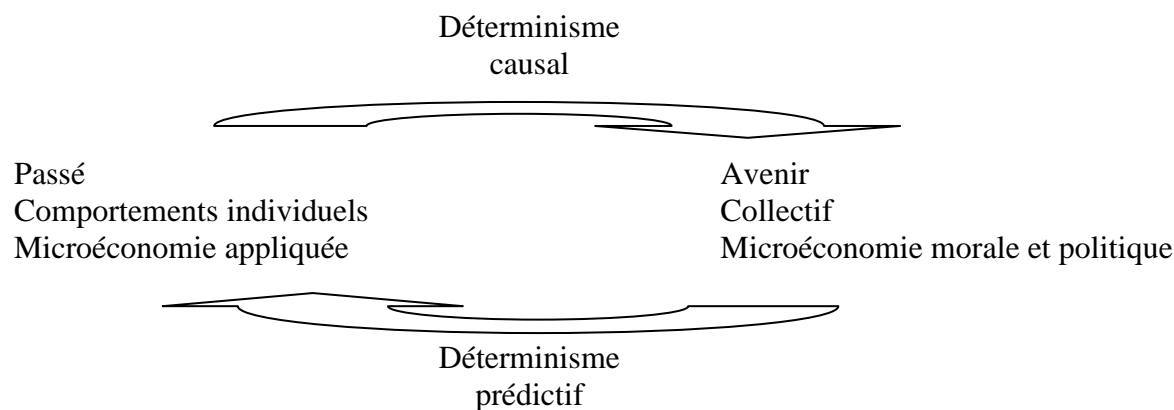 Déterminisme
causal
Passé
Comportements individuels
Microéconomie appliquée
Avenir
Collectif
Microéconomie morale et politique
Déterminisme
prédictif